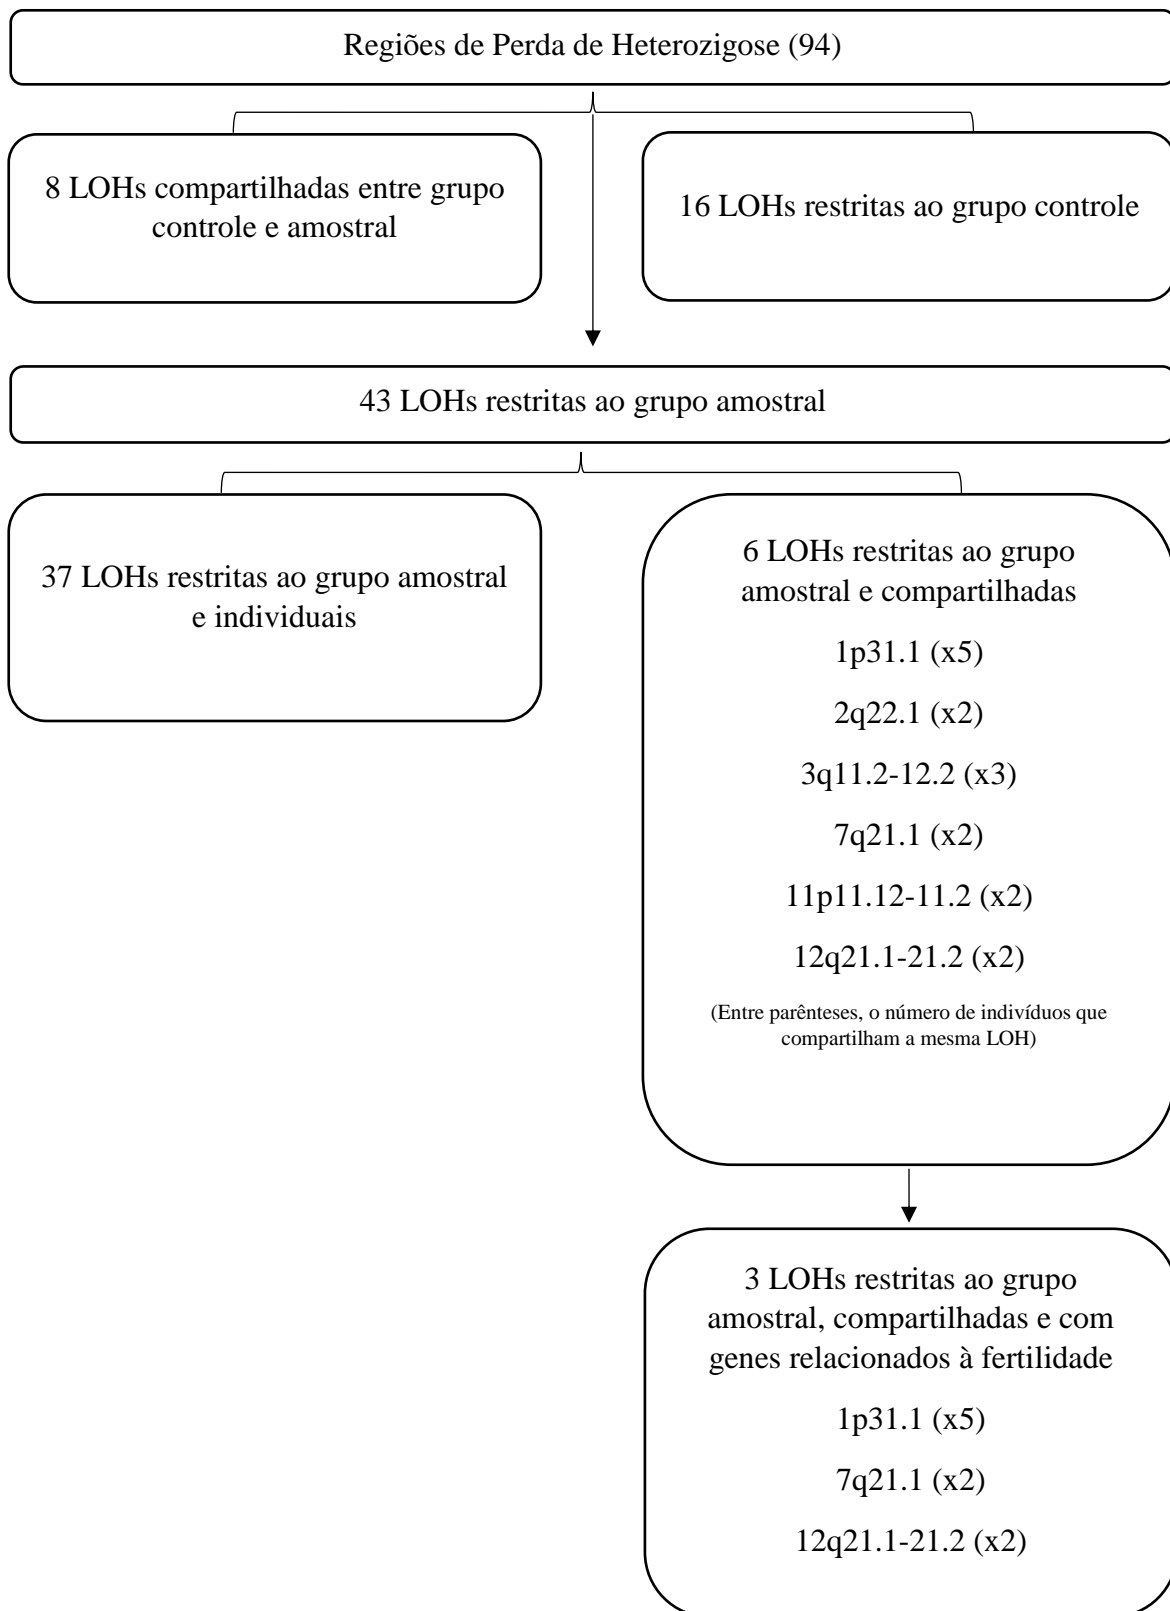 Regiões de Perda de Heterozigose (94)
8 LOHs compartilhadas entre grupo
controle e amostral
16 LOHs restritas ao grupo controle
43 LOHs restritas ao grupo amostral
37 LOHs restritas ao grupo amostral
e individuais
6 LOHs restritas ao grupo
amostral e compartilhadas
1p31.1 (x5)
2q22.1 (x2)
3q11.2-12.2 (x3)
7q21.1 (x2)
11p11.12-11.2 (x2)
12q21.1-21.2 (x2)
(Entre parênteses, o número de indivíduos que
compartilham a mesma LOH)
3 LOHs restritas ao grupo
amostral, compartilhadas e com
genes relacionados à fertilidade
1p31.1 (x5)
7q21.1 (x2)
12q21.1-21.2 (x2)